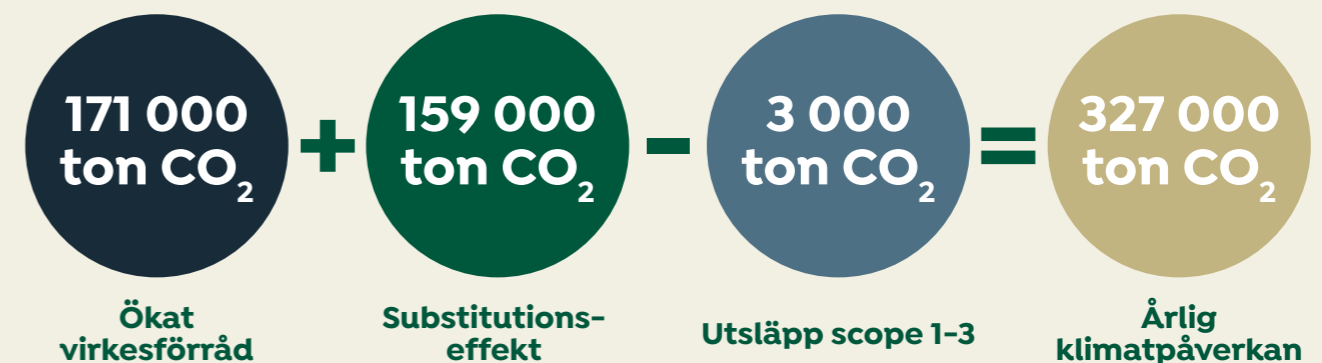 171 000
ton CO₂
+
159 000
ton CO₂
-
3 000
ton CO₂
=
327 000
ton CO₂
Ökat
virkesförråd
Substitutions-
effekt
Utsläpp scope 1-3
Årlig
klimatpåverkan